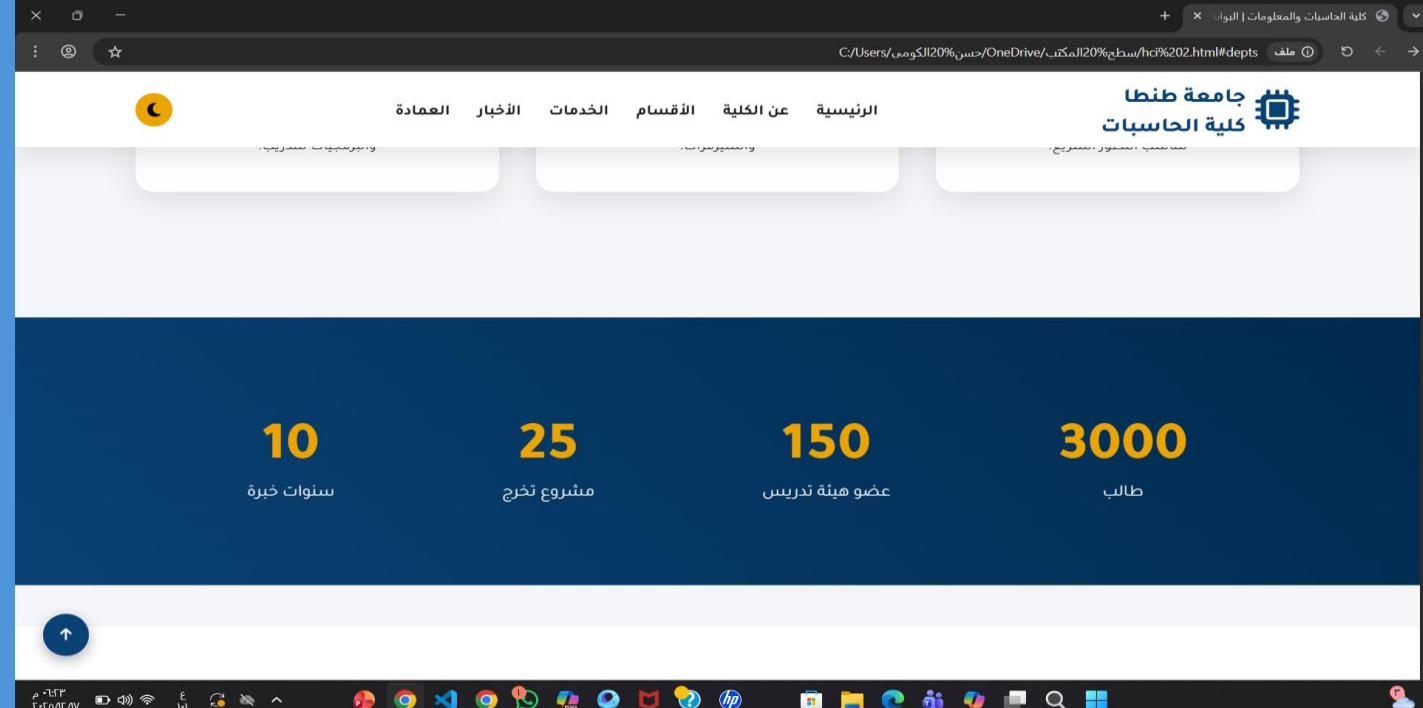 كلية الحاسبات والمعلومات | البوا
ملف C:/Users/حسن%20الكومى/OneDrive/سطح%20المكتب/hci%202.html#depts
جامعة طنطا
كلية الحاسبات
الرئيسية عن الكلية الأقسام الخدمات الأخبار العمادة
3000 150 25 10
طالب عضو هيئة تدريس مشروع تخرج سنوات خبرة
hp